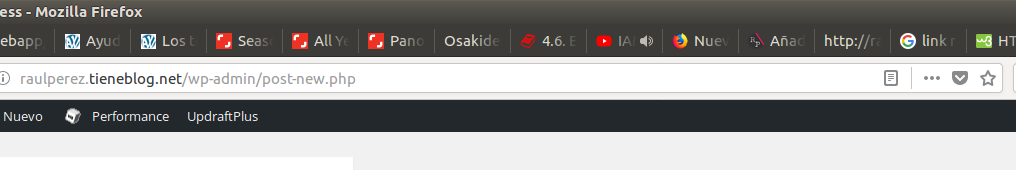 ess - Mozilla Firefox
ebapp Ayud Los t Seas All Ye Pano Osakide 4.6. E IA Nuev Añad http://r link r HT
raulperez.tieneblog.net/wp-admin/post-new.php
Nuevo Performance UpdraftPlus